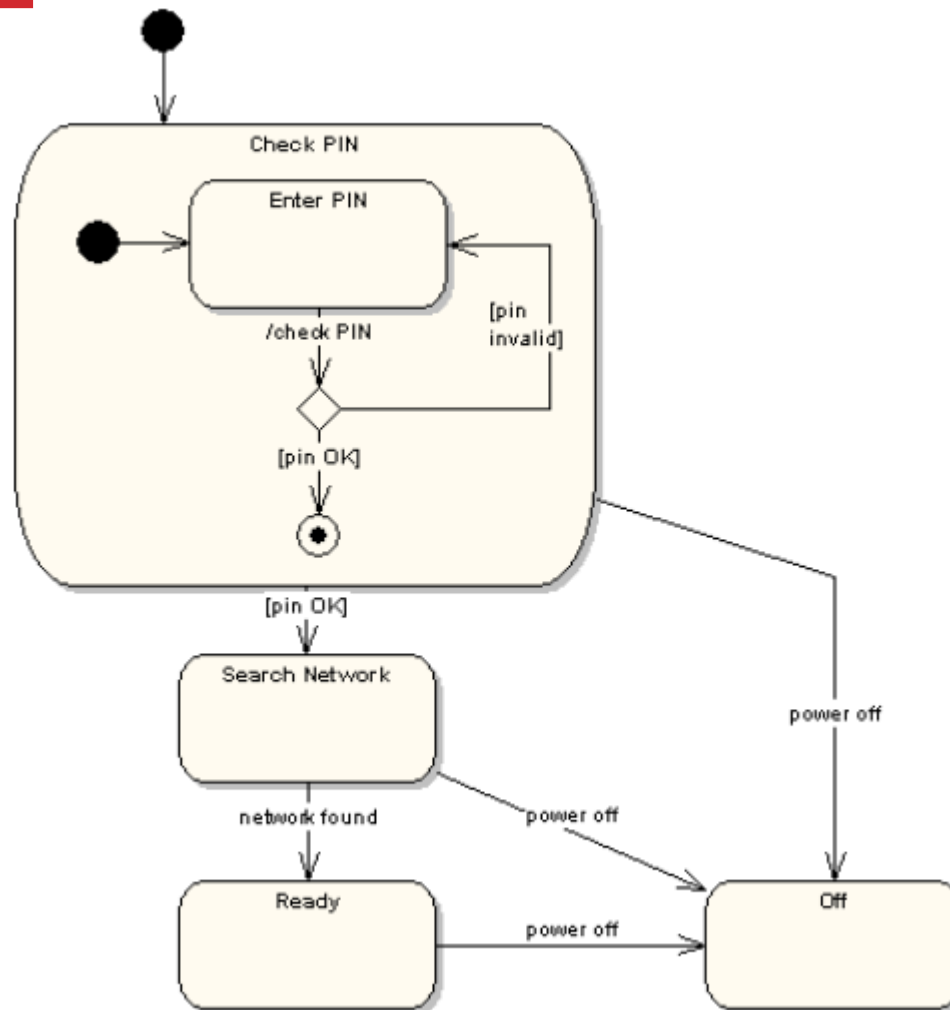 Check PIN
Enter PIN
[pin
invalid]
/check PIN
[pin OK]
[pin OK]
Search Network
power off
network found
power off
Ready
Off
power off